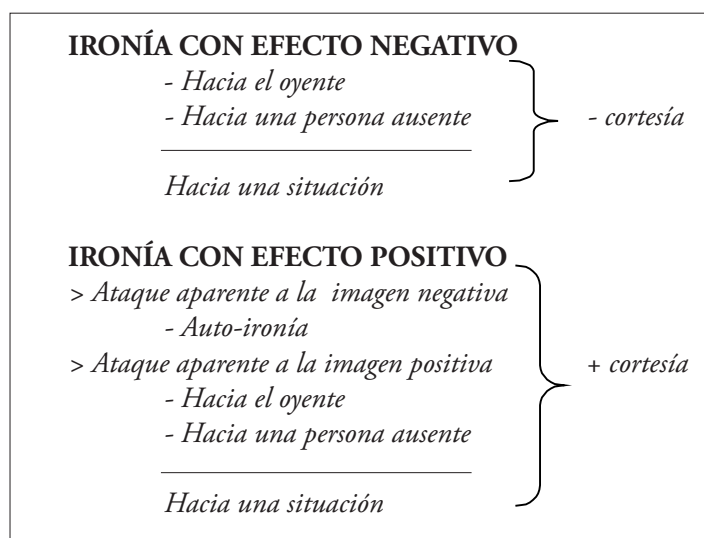 IRONÍA CON EFECTO NEGATIVO
- Hacia el oyente
- Hacia una persona ausente
- cortesía
Hacia una situación
IRONÍA CON EFECTO POSITIVO
> Ataque aparente a la imagen negativa
- Auto-ironía
> Ataque aparente a la imagen positiva
+ cortesía
- Hacia el oyente
- Hacia una persona ausente
Hacia una situación